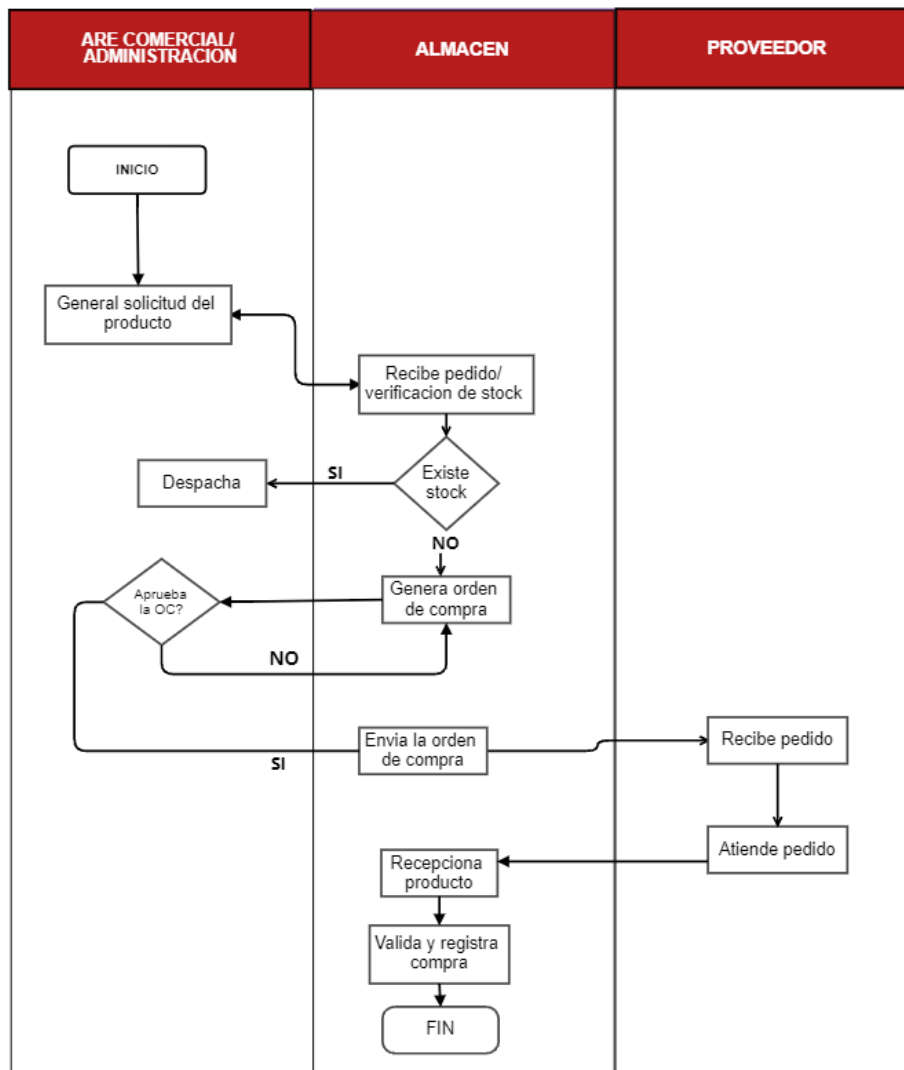 ARE COMERCIAL/
ADMINISTRACION
ALMACEN
PROVEEDOR
INICIO
General solicitud del
producto
Recibe pedido/
verificacion de stock
Existe
stock
SI
Despacha
NO
Genera orden
de compra
Aprueba
la OC?
NO
SI
Envia la orden
de compra
Recibe pedido
Atiende pedido
Recepciona
producto
Valida y registra
compra
FIN